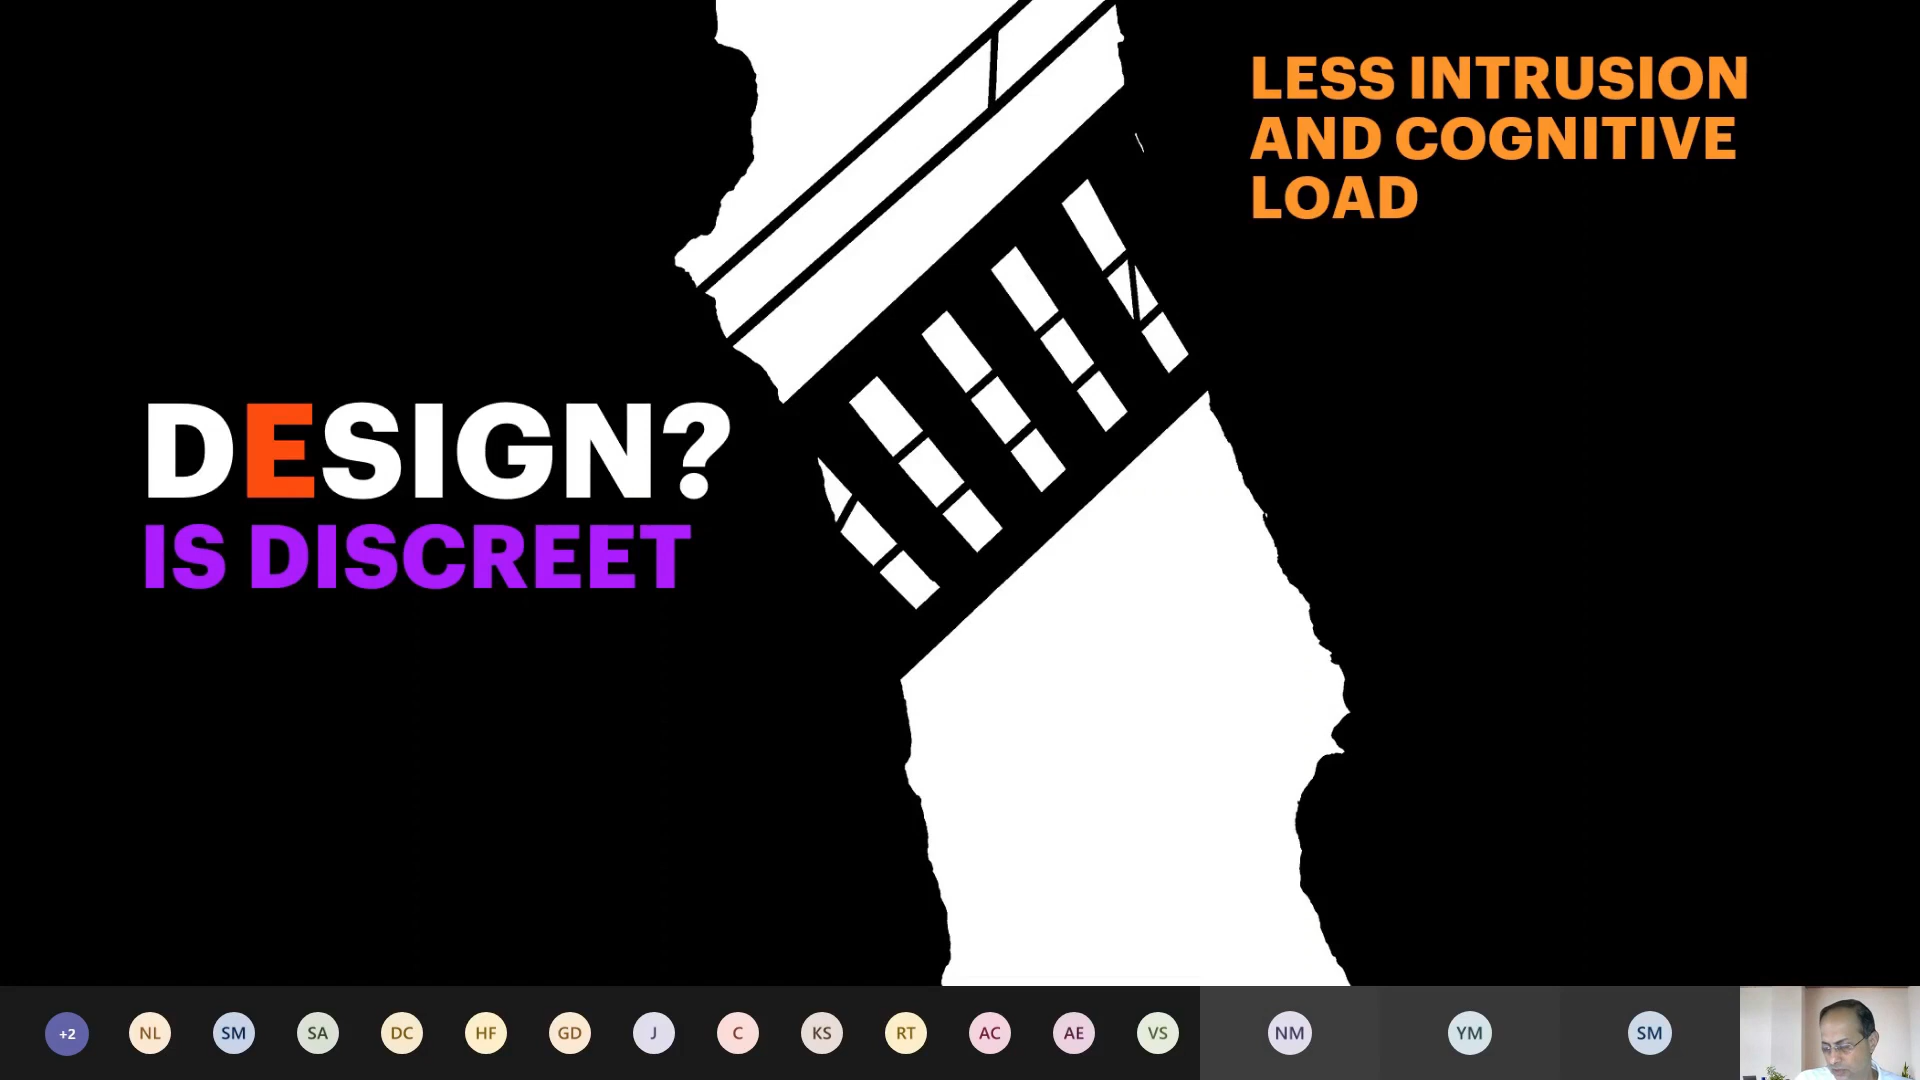 LESS INTRUSION
AND COGNITIVE
LOAD
DESIGN?
IS DISCREET
+2
NL
SM
SA
DC
HF
GD
J
C
KS
RT
AC
AE
VS
NM
YM
SM